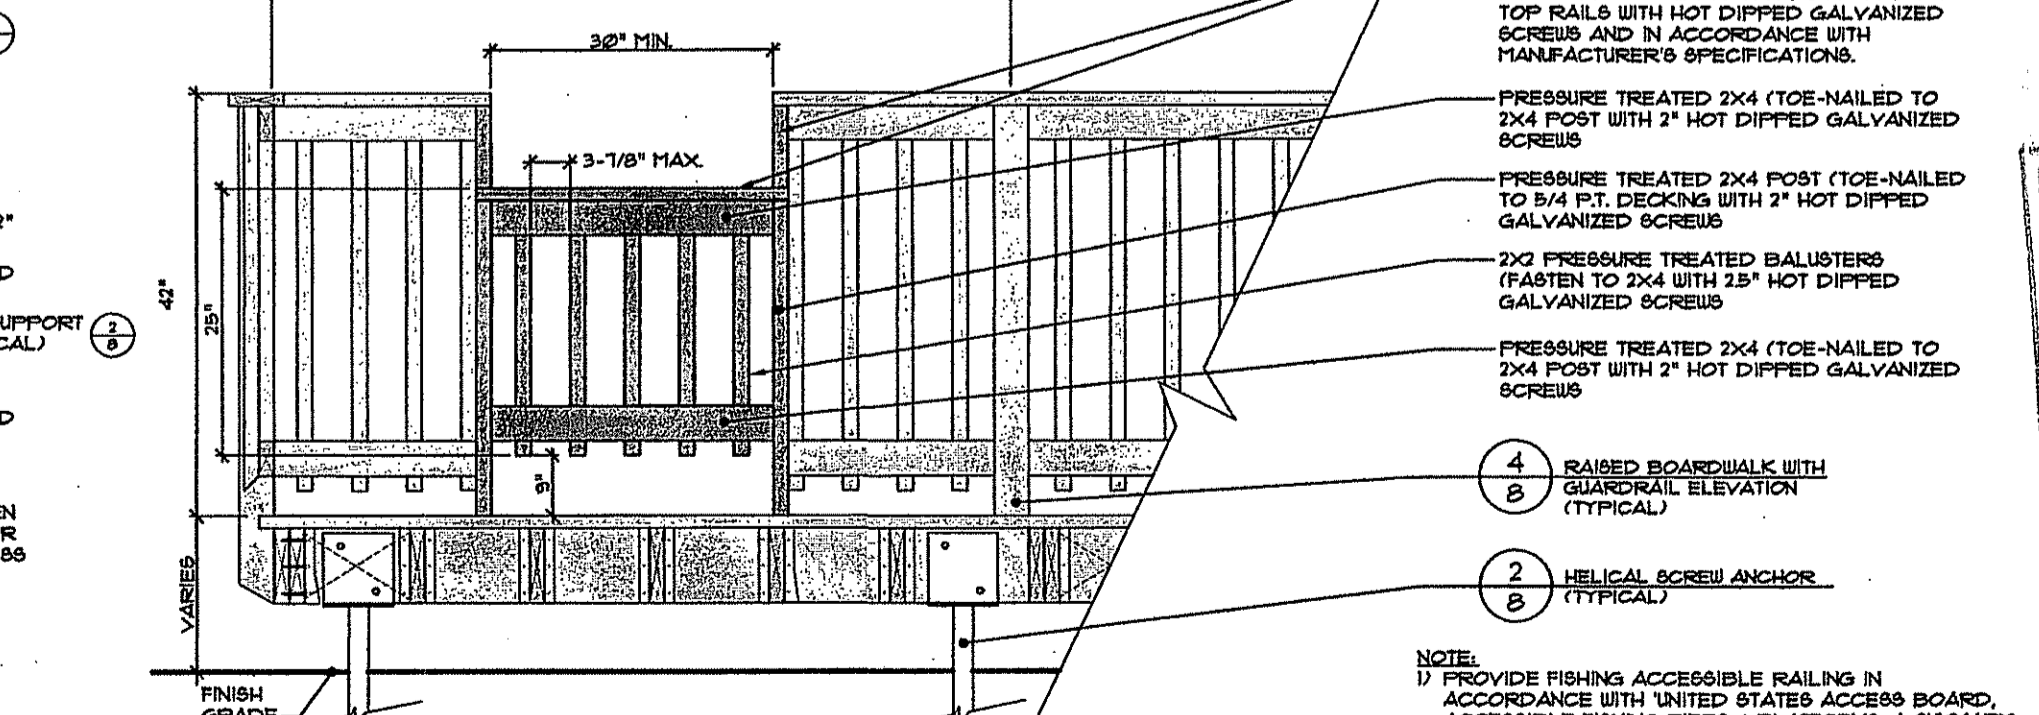 TOP RAILS WITH HOT DIPPED GALVANIZED
SCREWS AND IN ACCORDANCE WITH
MANUFACTURER'S SPECIFICATIONS.
30" MIN.
PRESSURE TREATED 2X4 (TOE-NAILED TO
2X4 POST WITH 2" HOT DIPPED GALVANIZED
SCREWS
3-7/8" MAX.
PRESSURE TREATED 2X4 POST (TOE-NAILED
TO 5/4 P.T. DECKING WITH 2" HOT DIPPED
GALVANIZED SCREWS
2X2 PRESSURE TREATED BALUSTERS
(FASTEN TO 2X4 WITH 2.5" HOT DIPPED
GALVANIZED SCREWS
42"
25"
UPPORT
CAL)
2
8
PRESSURE TREATED 2X4 (TOE-NAILED TO
2X4 POST WITH 2" HOT DIPPED GALVANIZED
SCREWS
D
D
9"
4
8
RAISED BOARDWALK WITH
GUARDRAIL ELEVATION
(TYPICAL)
EN
R
SS
VARIES
2
8
HELICAL SCREW ANCHOR
(TYPICAL)
FINISH
GRADE
NOTE:
1) PROVIDE FISHING ACCESSIBLE RAILING IN
ACCORDANCE WITH 'UNITED STATES ACCESS BOARD,